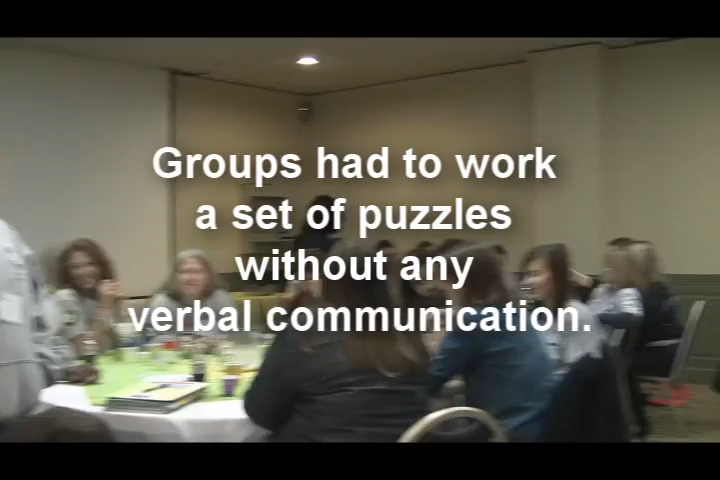 Groups had to work
a set of puzzles
without any
verbal communication.